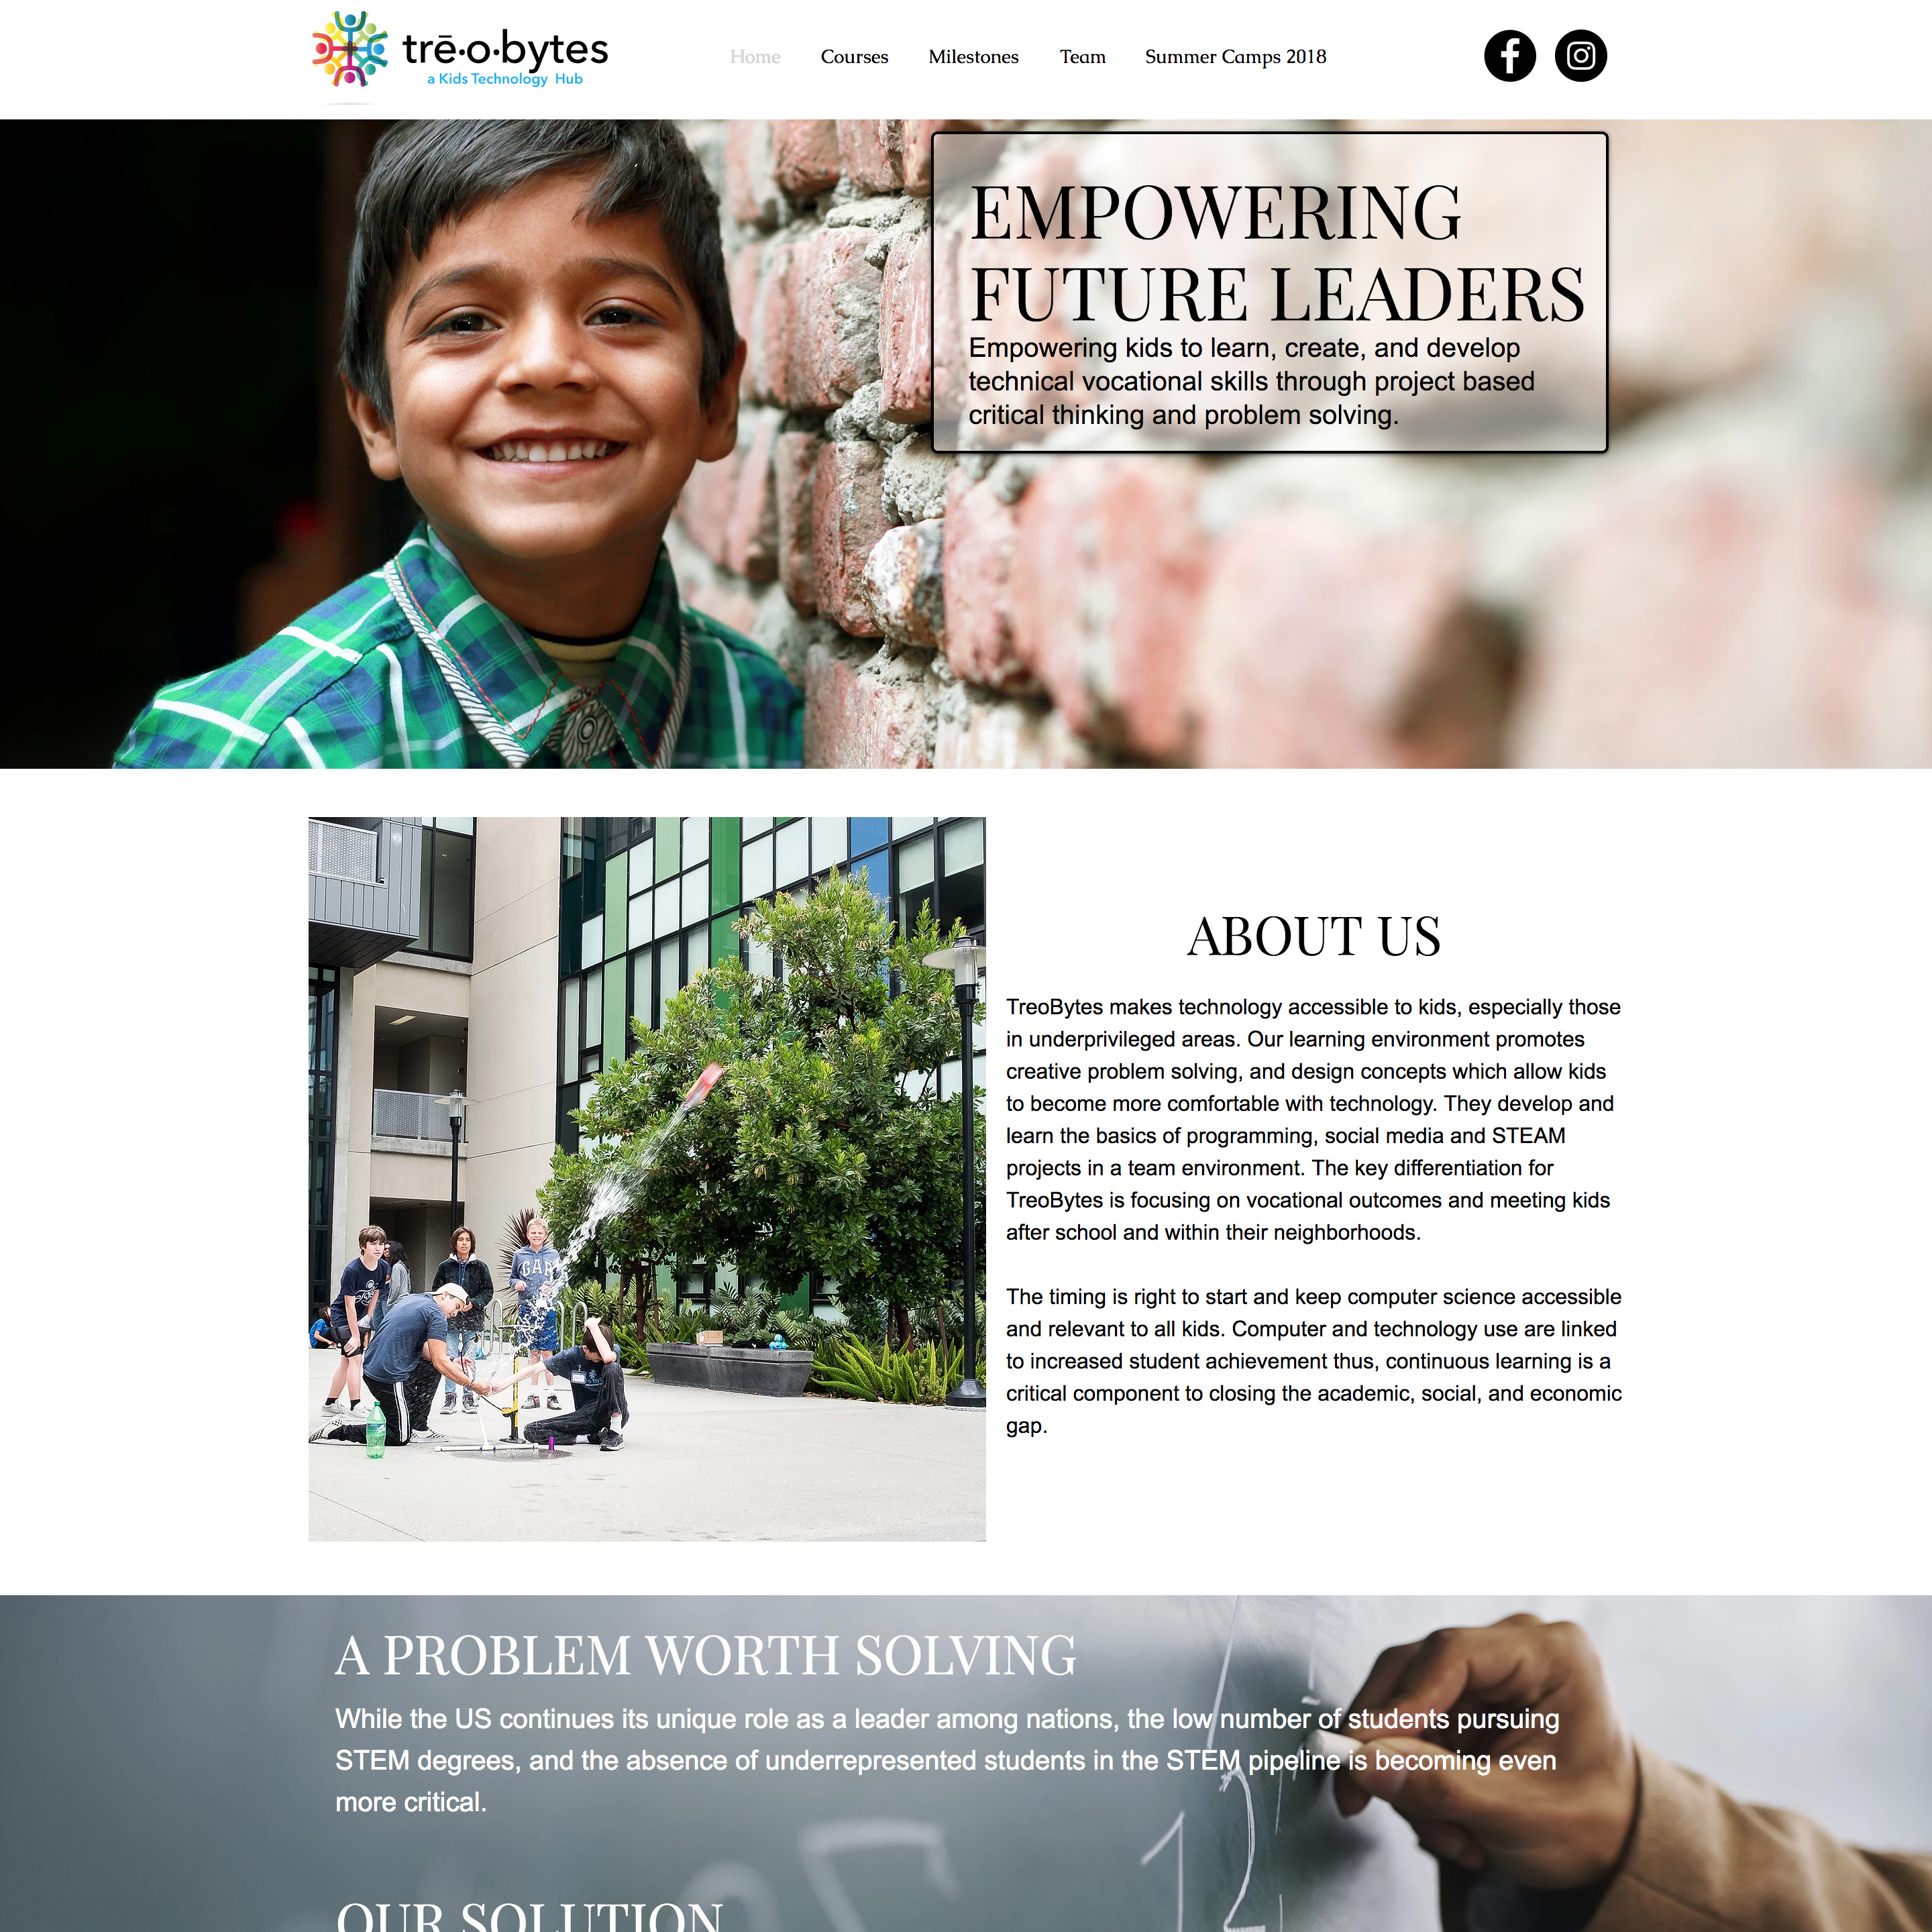 trē·o·bytes
a Kids Technology Hub
Home Courses Milestones Team Summer Camps 2018
EMPOWERING
FUTURE LEADERS
Empowering kids to learn, create, and develop
technical vocational skills through project based
critical thinking and problem solving.
GAP
ABOUT US
TreoBytes makes technology accessible to kids, especially those
in underprivileged areas. Our learning environment promotes
creative problem solving, and design concepts which allow kids
to become more comfortable with technology. They develop and
learn the basics of programming, social media and STEAM
projects in a team environment. The key differentiation for
TreoBytes is focusing on vocational outcomes and meeting kids
after school and within their neighborhoods.
The timing is right to start and keep computer science accessible
and relevant to all kids. Computer and technology use are linked
to increased student achievement thus, continuous learning is a
critical component to closing the academic, social, and economic
gap.
A PROBLEM WORTH SOLVING
While the US continues its unique role as a leader among nations, the low number of students pursuing
STEM degrees, and the absence of underrepresented students in the STEM pipeline is becoming even
more critical.
OUR SOLUTION